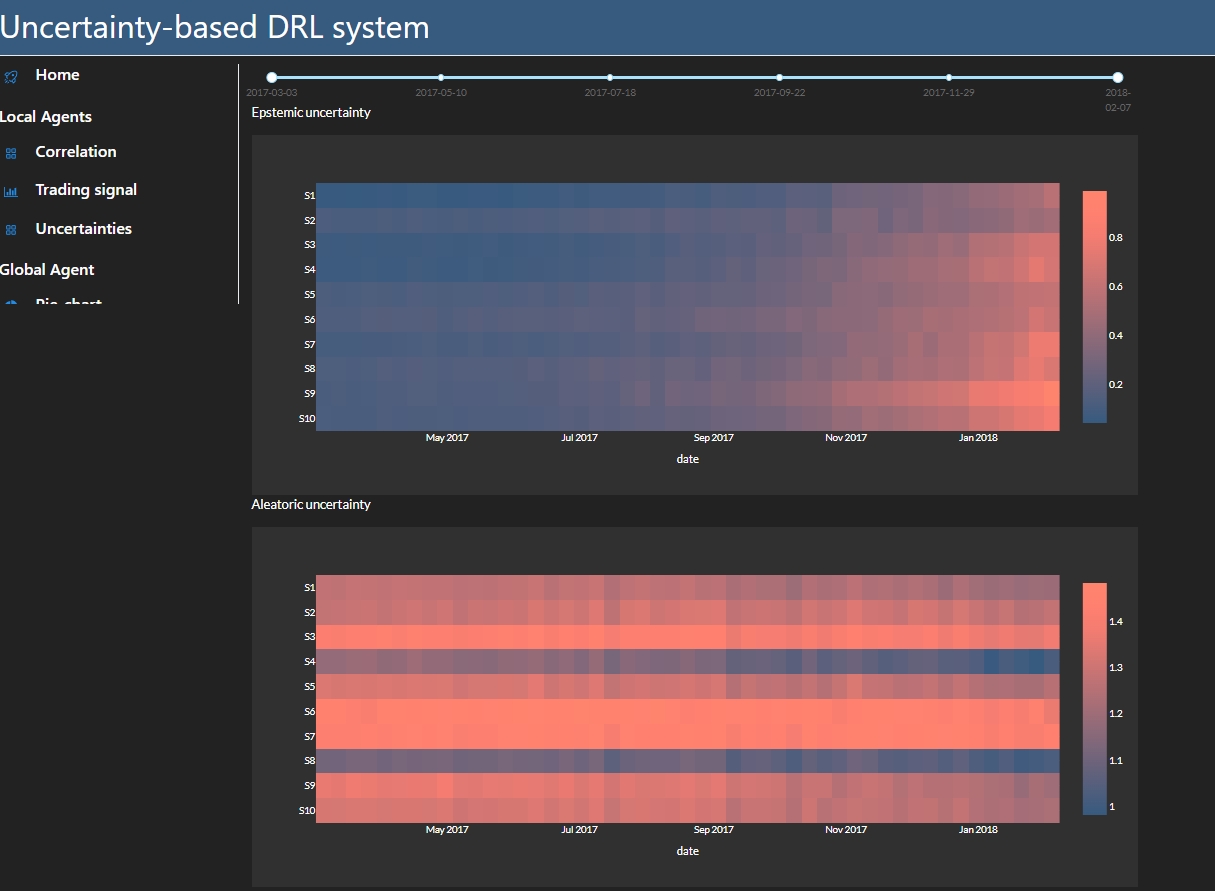 Uncertainty-based DRL system
Home
Local Agents
Correlation
Trading signal
Uncertainties
Global Agent
Pie-chart
2017-03-03
2017-05-10
2017-07-18
2017-09-22
2017-11-29
2018-
02-07
Epstemic uncertainty
S1
S2
S3
S4
S5
S6
S7
S8
S9
S10
May 2017
Jul 2017
Sep 2017
Nov 2017
Jan 2018
date
0.8
0.6
0.4
0.2
Aleatoric uncertainty
S1
S2
S3
S4
S5
S6
S7
S8
S9
S10
May 2017
Jul 2017
Sep 2017
Nov 2017
Jan 2018
date
1.4
1.3
1.2
1.1
1